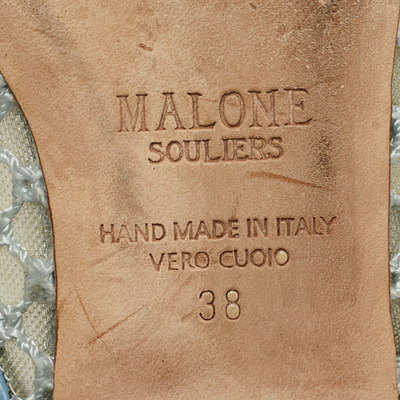 MALONE
SOULIERS
HAND MADE IN ITALY
VERO CUOIO
38